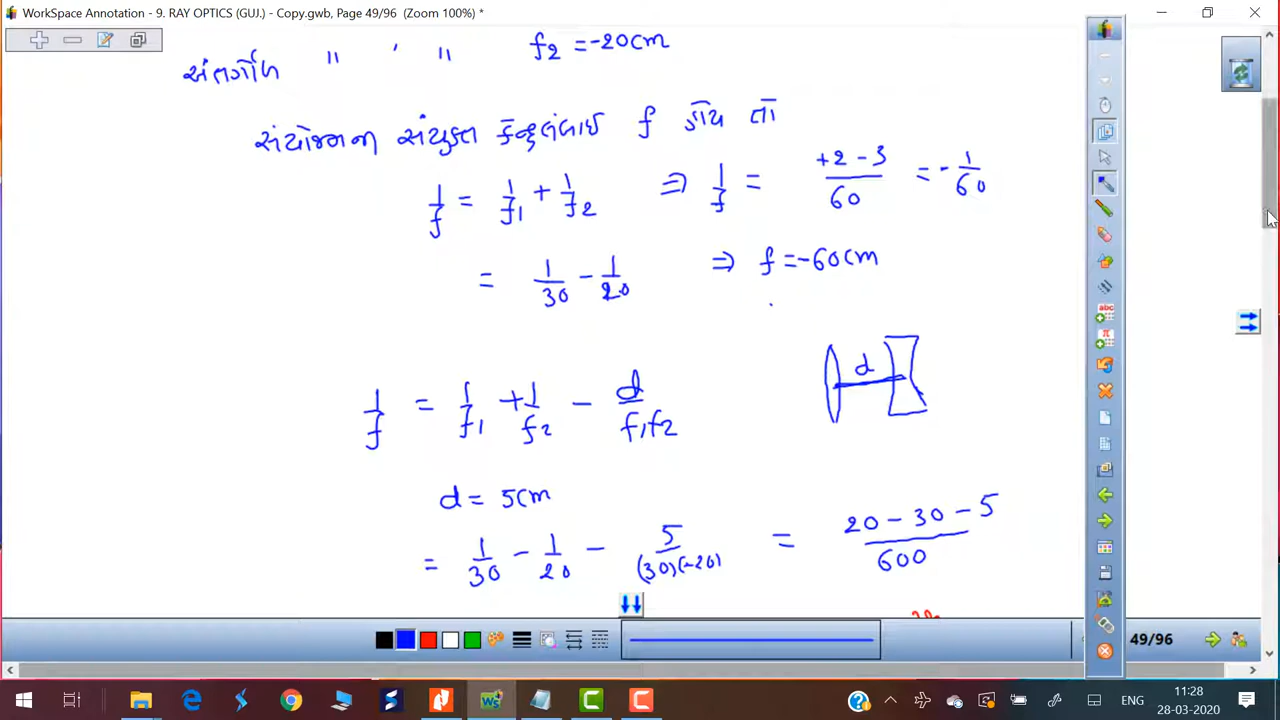 WorkSpace Annotation - 9. RAY OPTICS (GUJ.) - Copy.gwb, Page 49/96 (Zoom 100%) *
અંતર્ગોળ " ' " f2 = -20cm
સંયોજનની સંયુક્ત કેન્દ્રલંબાઈ f હોય તો
1/f = 1/f1 + 1/f2 ⇒ 1/f = +2 - 3/60 = - 1/60
= 1/30 - 1/20 ⇒ f = -60cm
d
1/f = 1/f1 + 1/f2 - d/f1f2
d = 5cm
= 1/30 - 1/20 - 5/(30)(-20) = 20 - 30 - 5/600
49/96
ENG
11:28
28-03-2020